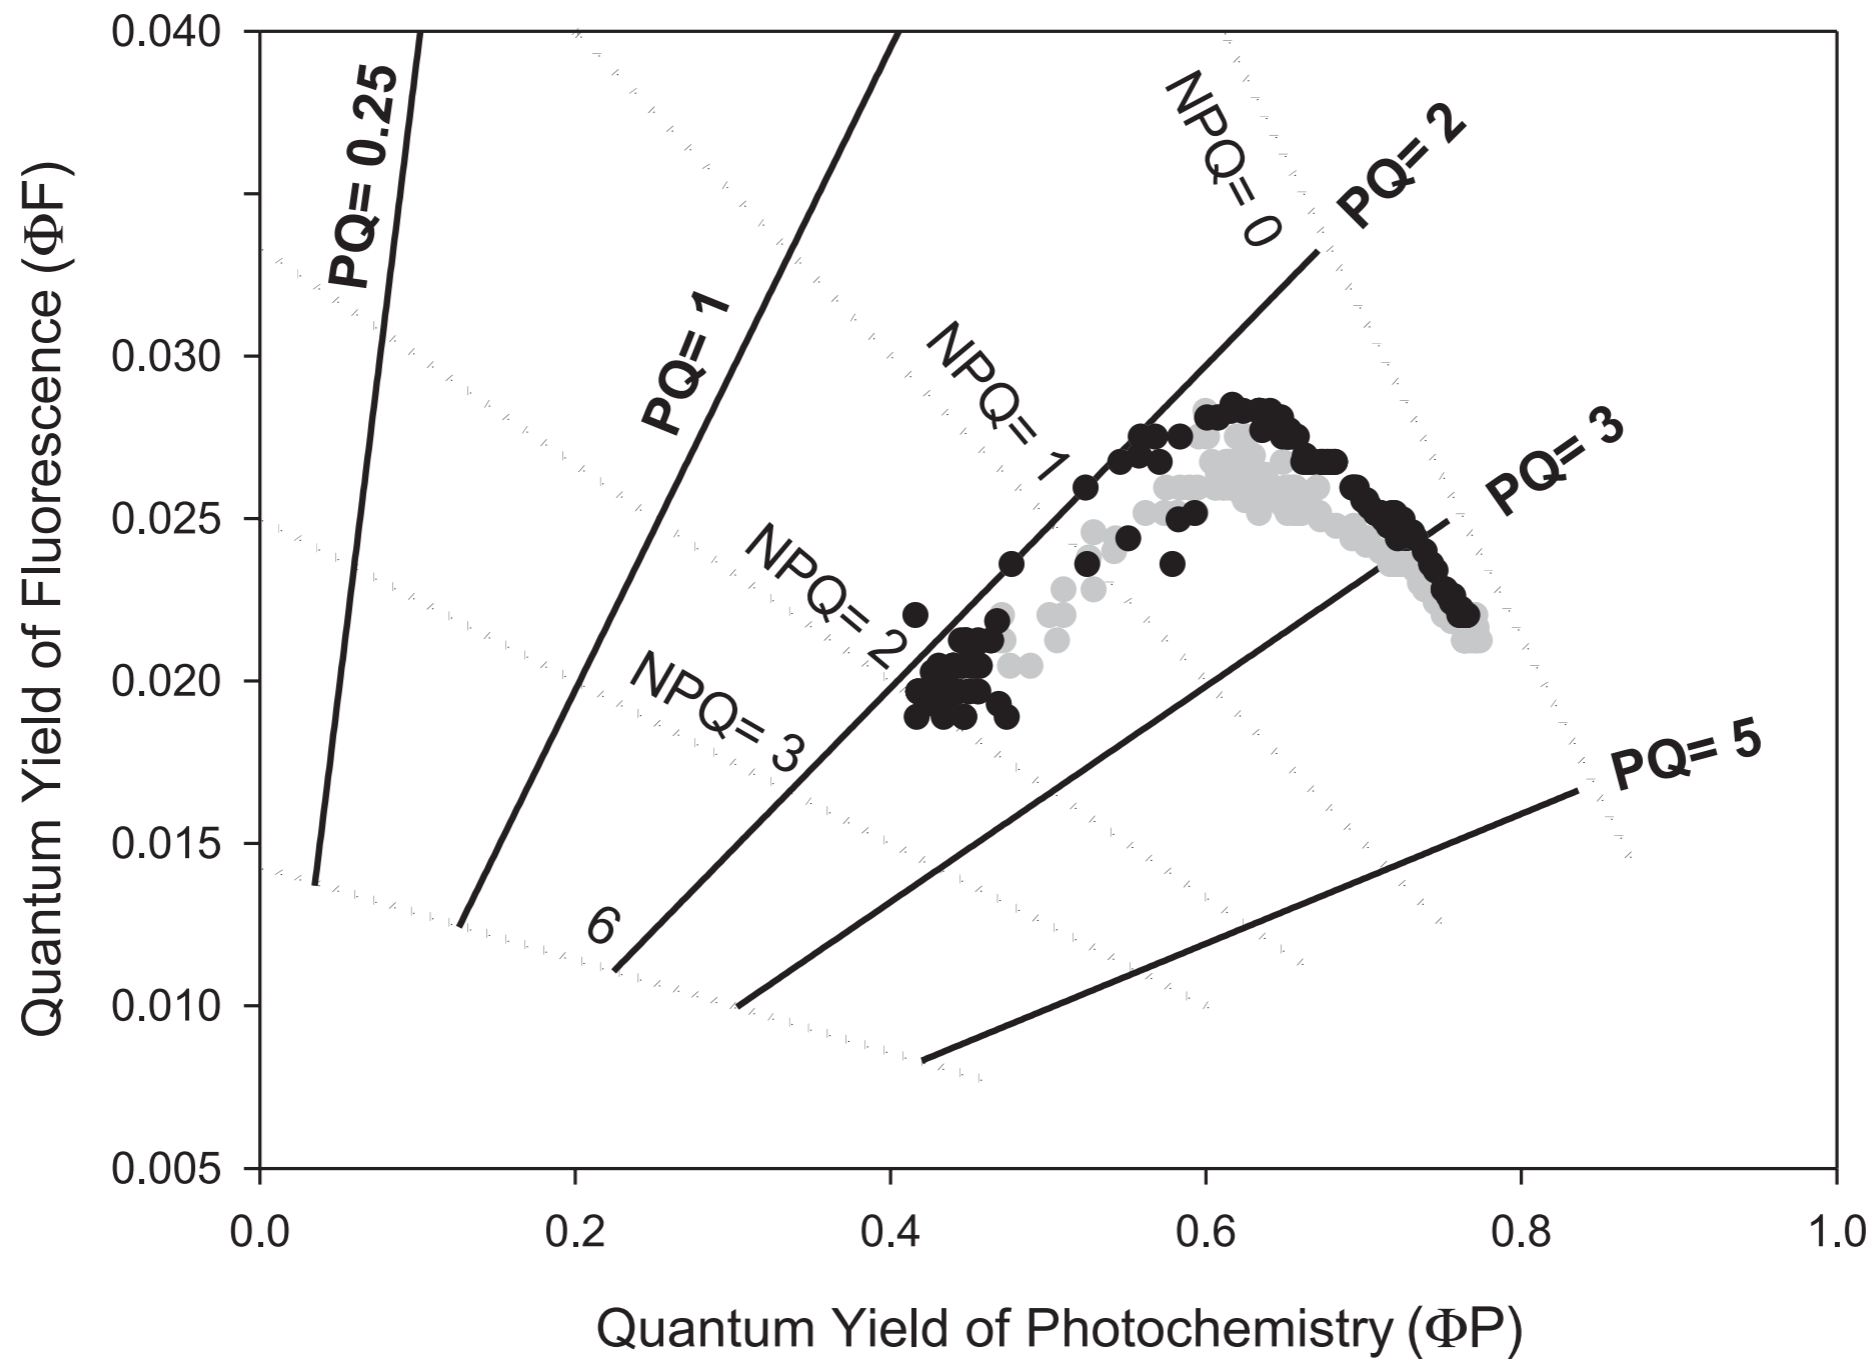 0.040
0.030
0.025
0.020
0.015
0.010
0.005
Quantum Yield of Fluorescence (ΦF)
PQ= 0.25
PQ= 1
NPQ= 0
PQ= 2
NPQ= 1
PQ= 3
NPQ= 2
NPQ= 3
PQ= 5
6
0.0 0.2 0.4 0.6 0.8 1.0
Quantum Yield of Photochemistry (ΦP)